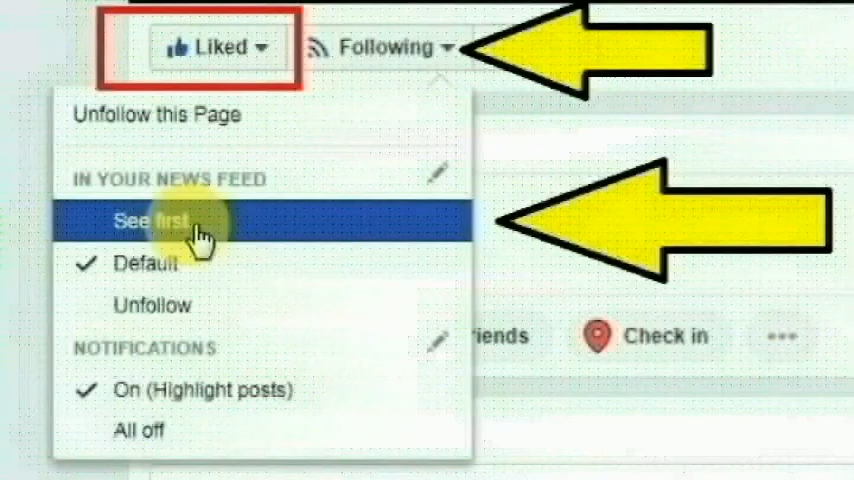 Liked Following
Unfollow this Page
IN YOUR NEWS FEED
See first
Default
Unfollow
riends Check in
NOTIFICATIONS
On (Highlight posts)
All off